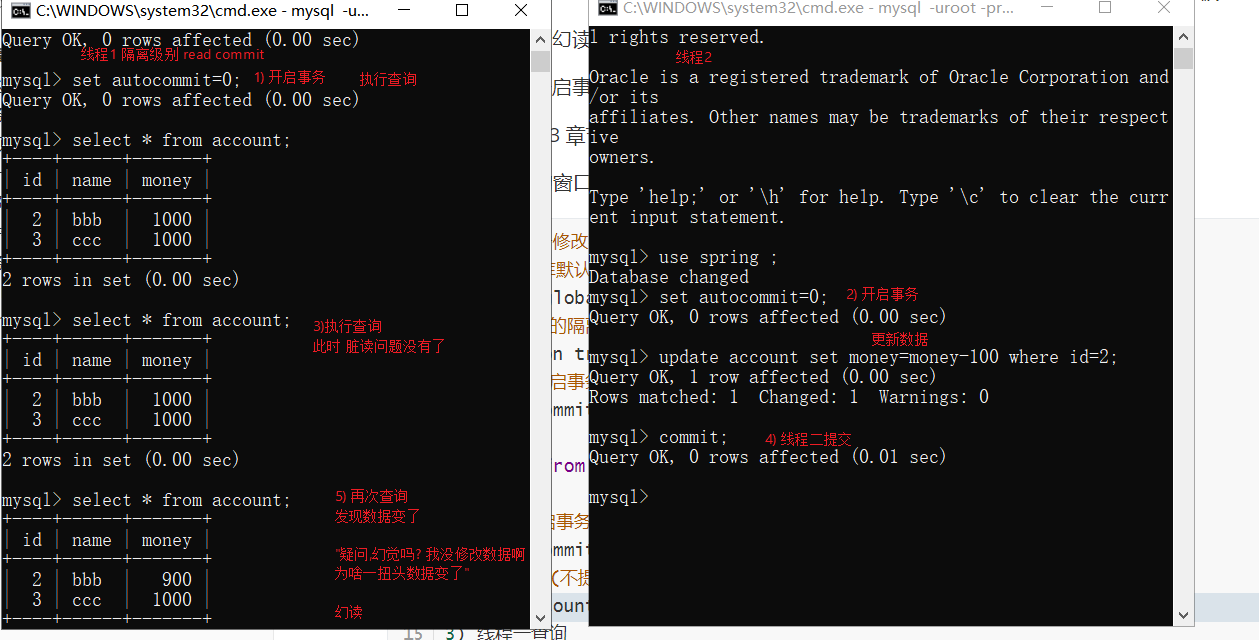 C:\WINDOWS\system32\cmd.exe - mysql -u...
Query OK, 0 rows affected (0.00 sec)
线程1 隔离级别 read commit
mysql> set autocommit=0; 1) 开启事务 执行查询
Query OK, 0 rows affected (0.00 sec)
mysql> select * from account;
+----+------+-------+
| id | name | money |
+----+------+-------+
| 2 | bbb | 1000 |
| 3 | ccc | 1000 |
+----+------+-------+
2 rows in set (0.00 sec)
mysql> select * from account; 3)执行查询
+----+------+-------+
此时 脏读问题没有了
| id | name | money |
+----+------+-------+
| 2 | bbb | 1000 |
| 3 | ccc | 1000 |
+----+------+-------+
2 rows in set (0.00 sec)
mysql> select * from account; 5) 再次查询
+----+------+-------+
发现数据变了
| id | name | money |
+----+------+-------+
"疑问,幻觉吗? 我没修改数据啊
| 2 | bbb | 900 |
为啥一扭头数据变了"
| 3 | ccc | 1000 |
+----+------+-------+
幻读
幻读
启事
3 章
窗口
修改
默认
loba
的隔
n t
启事
mmit
rom
启事务
mmit
(不提
ount
15 3) 线程一查询
C:\WINDOWS\system32\cmd.exe - mysql -uroot -pr...
l rights reserved.
线程2
Oracle is a registered trademark of Oracle Corporation and
/or its
affiliates. Other names may be trademarks of their respect
ive
owners.
Type 'help;' or '\h' for help. Type '\c' to clear the curr
ent input statement.
mysql> use spring ;
Database changed
mysql> set autocommit=0; 2) 开启事务
Query OK, 0 rows affected (0.00 sec)
更新数据
mysql> update account set money=money-100 where id=2;
Query OK, 1 row affected (0.00 sec)
Rows matched: 1 Changed: 1 Warnings: 0
mysql> commit; 4) 线程二提交
Query OK, 0 rows affected (0.01 sec)
mysql>